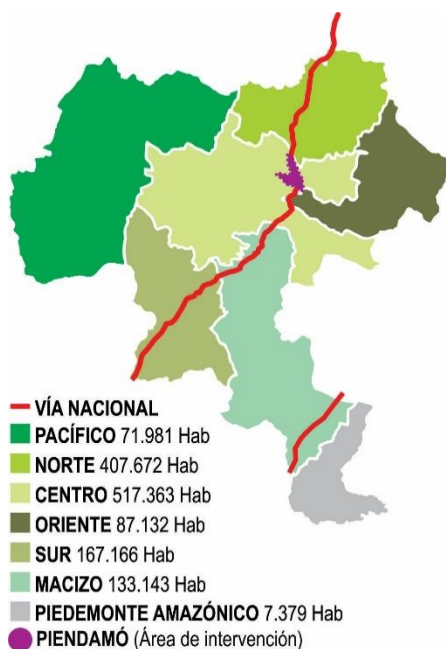 VÍA NACIONAL
PACÍFICO 71.981 Hab
NORTE 407.672 Hab
CENTRO 517.363 Hab
ORIENTE 87.132 Hab
SUR 167.166 Hab
MACIZO 133.143 Hab
PIEDEMONTE AMAZÓNICO 7.379 Hab
PIENDAMÓ (Área de intervención)